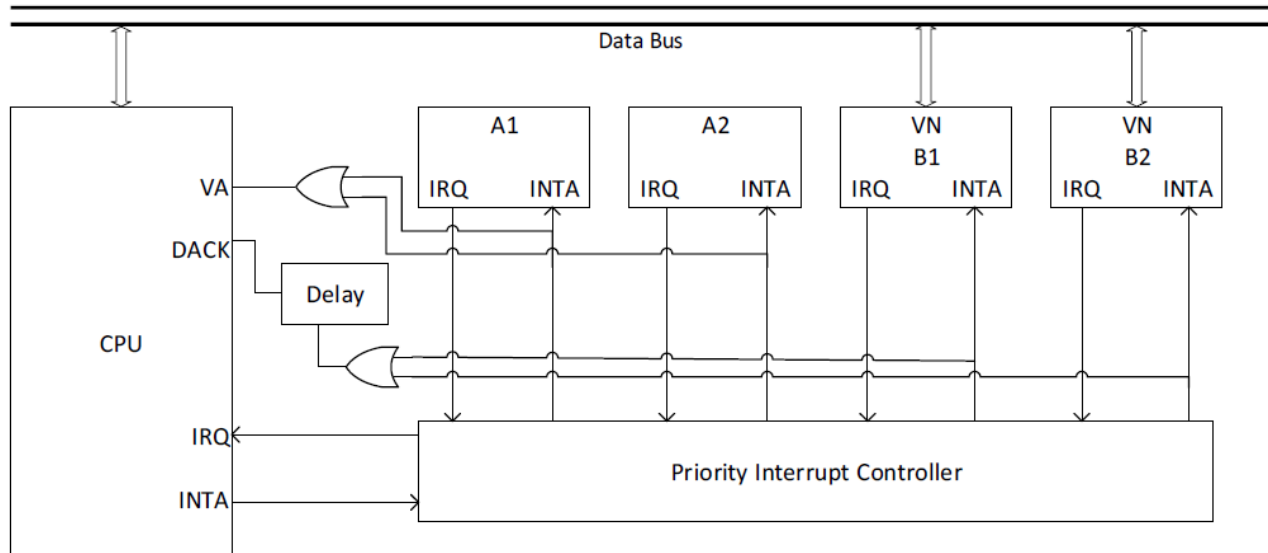 Data Bus
A1
A2
VN
B1
VN
B2
VA
IRQ INTA
IRQ INTA
IRQ INTA
IRQ INTA
DACK
Delay
CPU
IRQ
Priority Interrupt Controller
INTA